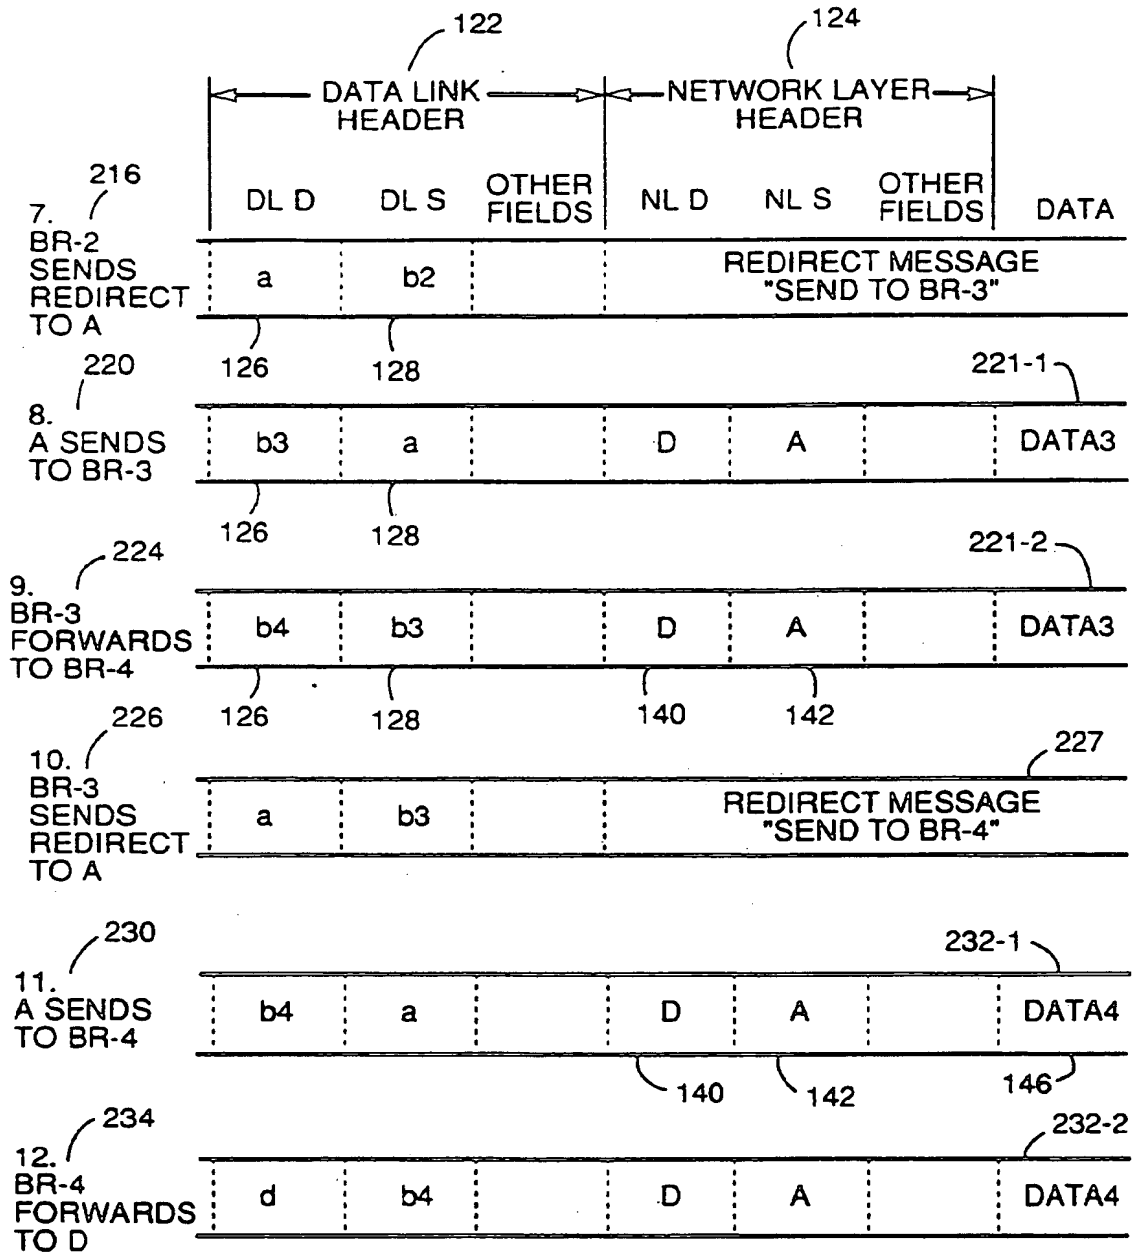 122
124
DATA LINK
HEADER
NETWORK LAYER
HEADER
216
DL D
DL S
OTHER
FIELDS
NL D
NL S
OTHER
FIELDS
DATA
7.
BR-2
SENDS
REDIRECT
TO A
a
b2
REDIRECT MESSAGE
"SEND TO BR-3"
126
128
220
221-1
8.
A SENDS
TO BR-3
b3
a
D
A
DATA3
126
128
224
221-2
9.
BR-3
FORWARDS
TO BR-4
b4
b3
D
A
DATA3
126
128
140
142
226
227
10.
BR-3
SENDS
REDIRECT
TO A
a
b3
REDIRECT MESSAGE
"SEND TO BR-4"
230
232-1
11.
A SENDS
TO BR-4
b4
a
D
A
DATA4
140
142
146
234
232-2
12.
BR-4
FORWARDS
TO D
d
b4
D
A
DATA4